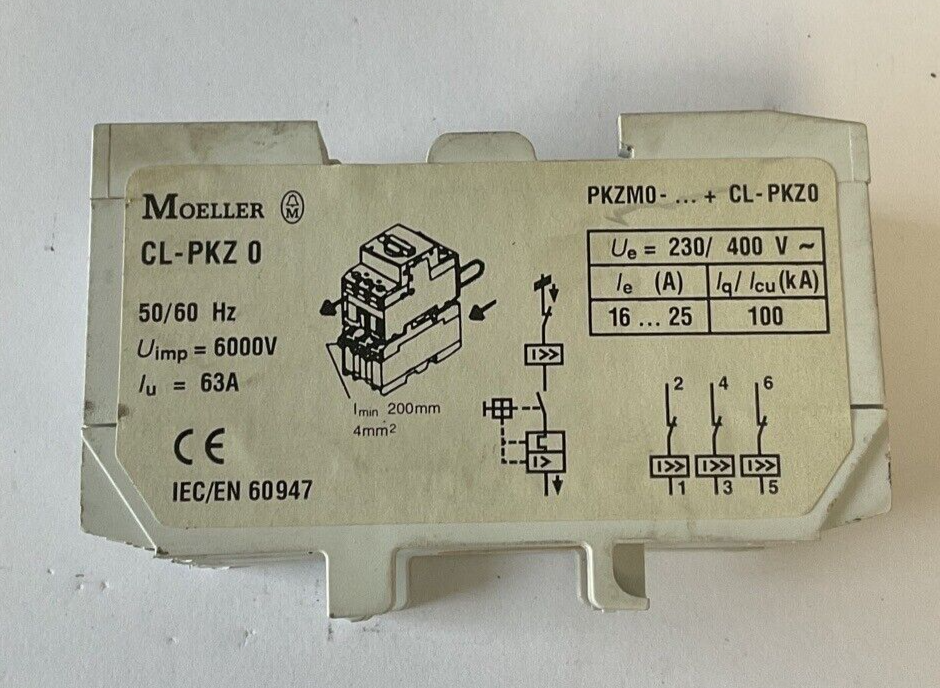 MOELLER M
CL-PKZ 0
50/60 Hz
Uimp = 6000V
Iu = 63A
CE
IEC/EN 60947
lmin 200mm
4mm²
I>>
I>
PKZM0- ... + CL-PKZ0
Ue = 230/ 400 V ~
Ie (A) Iq/ Icu (kA)
16 ... 25 100
2 4 6
I>> I>> I>>
1 3 5